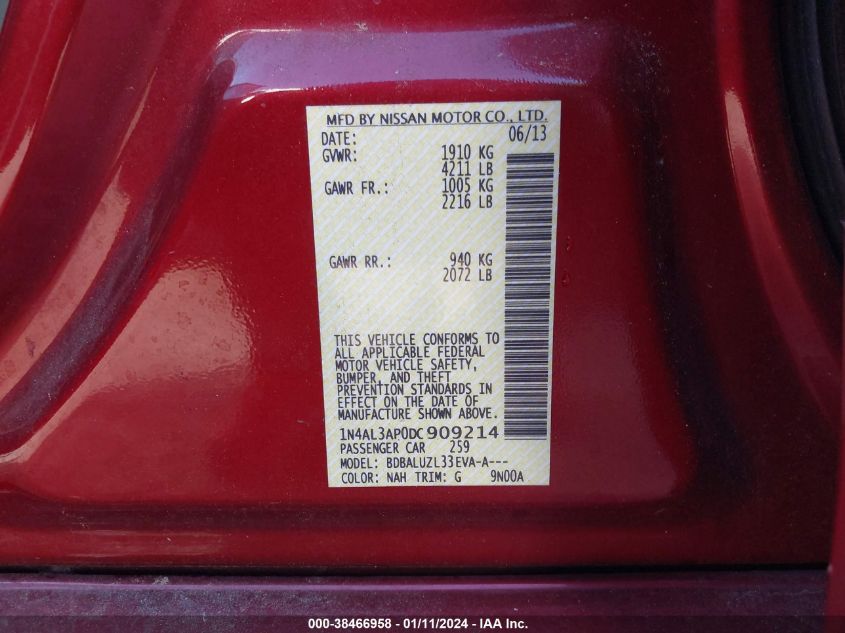 MFD BY NISSAN MOTOR CO., LTD.
DATE: 06/13
GVWR: 1910 KG
4211 LB
GAWR FR.: 1005 KG
2216 LB
GAWR RR.: 940 KG
2072 LB
THIS VEHICLE CONFORMS TO
ALL APPLICABLE FEDERAL
MOTOR VEHICLE SAFETY,
BUMPER, AND THEFT
PREVENTION STANDARDS IN
EFFECT ON THE DATE OF
MANUFACTURE SHOWN ABOVE.
1N4AL3AP0DC909214
PASSENGER CAR 259
MODEL: BDBALUZL33EVA-A---
COLOR: NAH TRIM: G 9N00A
000-38466958 - 01/11/2024 - IAA Inc.